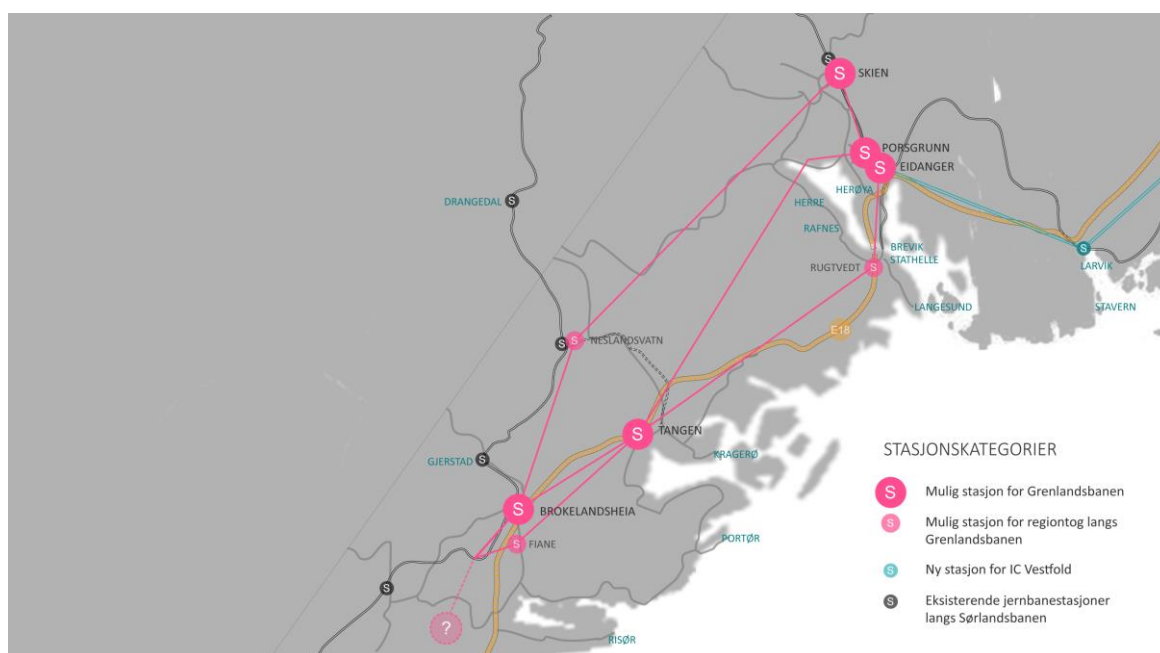 S
S
SKIEN
S
PORSGRUNN
S
EIDANGER
HERØYA
DRANGEDAL
S
HERRE
RAFNES
BREVIK
STATHELLE
RUGTVEDT
S
S
LARVIK
LANGESUND
STAVERN
E18
S
S
NESLANDSVATN
S
TANGEN
KRAGERØ
GJERSTAD
S
S
BROKELANDSHEIA
S
FIANE
PORTØR
S
?
RISØR
STASJONSKATEGORIER
S
Mulig stasjon for Grenlandsbanen
S
Mulig stasjon for regiontog langs
Grenlandsbanen
S
Ny stasjon for IC Vestfold
S
Eksisterende jernbanestasjoner
langs Sørlandsbanen